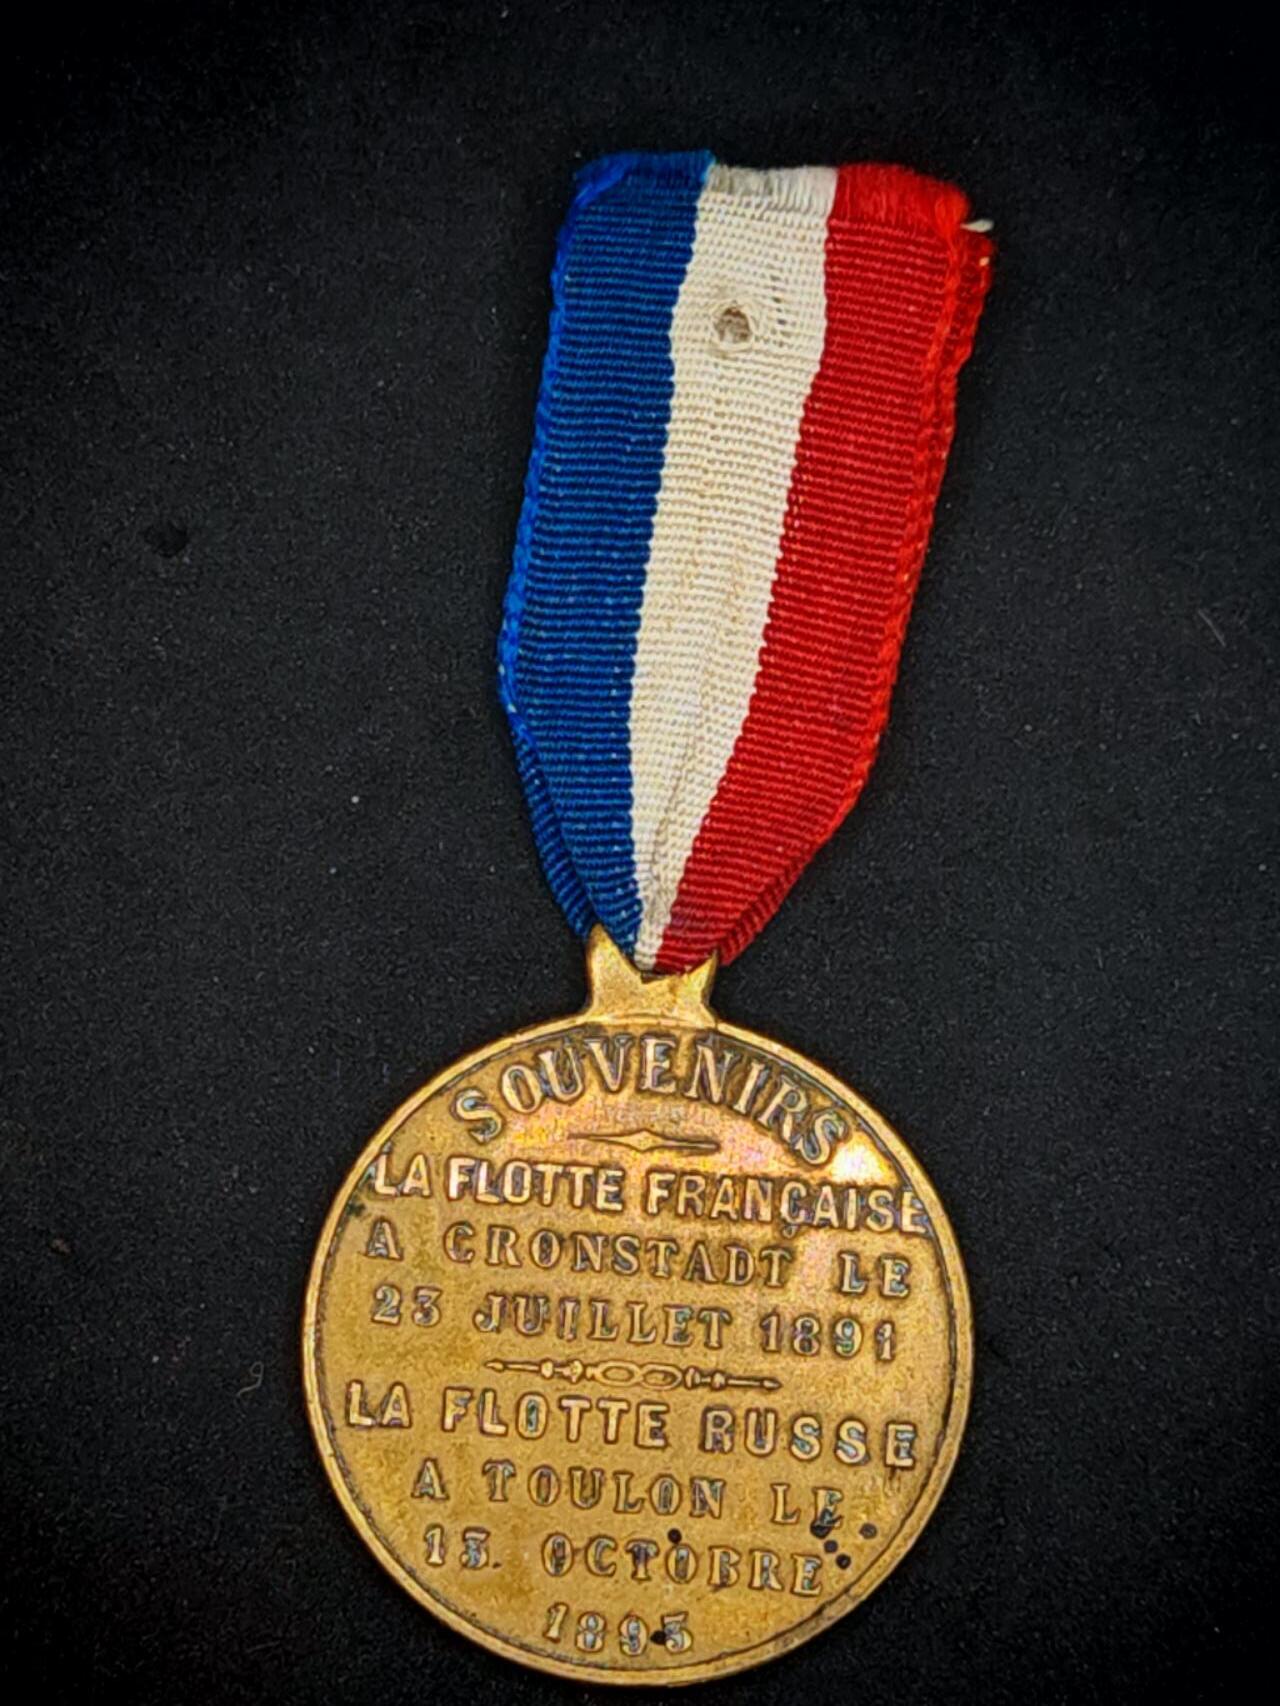 SOUVENIRS
LA FLOTTE FRANÇAISE
A CRONSTADT LE
23 JUILLET 1891
LA FLOTTE RUSSE
A TOULON LE
13 OCTOBRE
1893